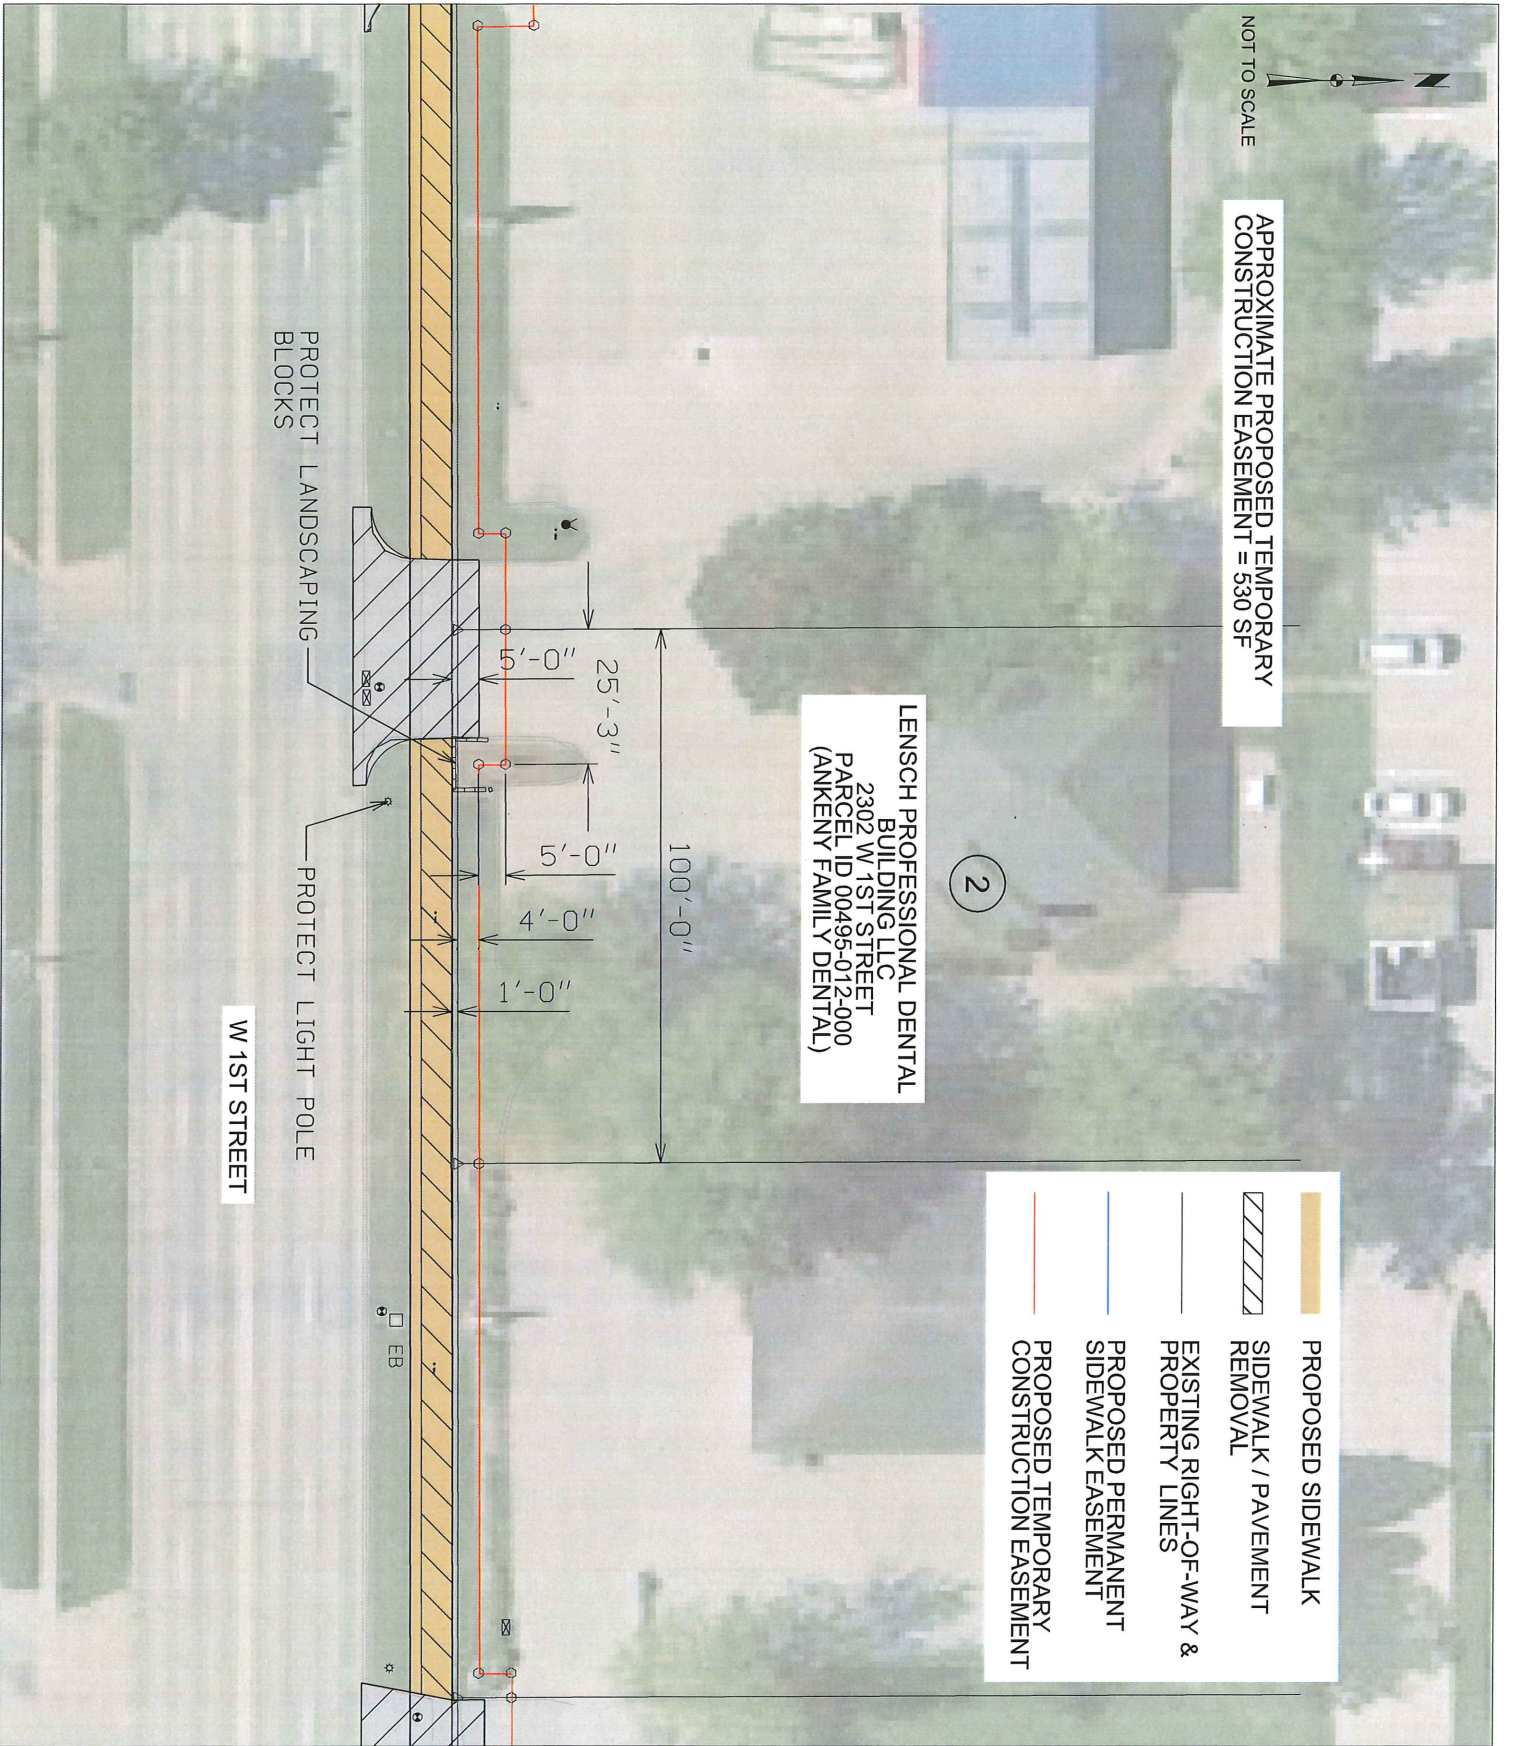 NOT TO SCALE
APPROXIMATE PROPOSED TEMPORARY
CONSTRUCTION EASEMENT = 530 SF
PROPOSED SIDEWALK
SIDEWALK / PAVEMENT
REMOVAL
EXISTING RIGHT-OF-WAY &
PROPERTY LINES
PROPOSED PERMANENT
SIDEWALK EASEMENT
PROPOSED TEMPORARY
CONSTRUCTION EASEMENT
2
LENSCH PROFESSIONAL DENTAL
BUILDING LLC
2302 W 1ST STREET
PARCEL ID 00495-012-000
(ANKENY FAMILY DENTAL)
100'-0"
25'-3"
5'-0"
5'-0"
4'-0"
1'-0"
EB
PROTECT LANDSCAPING
BLOCKS
PROTECT LIGHT POLE
W 1ST STREET